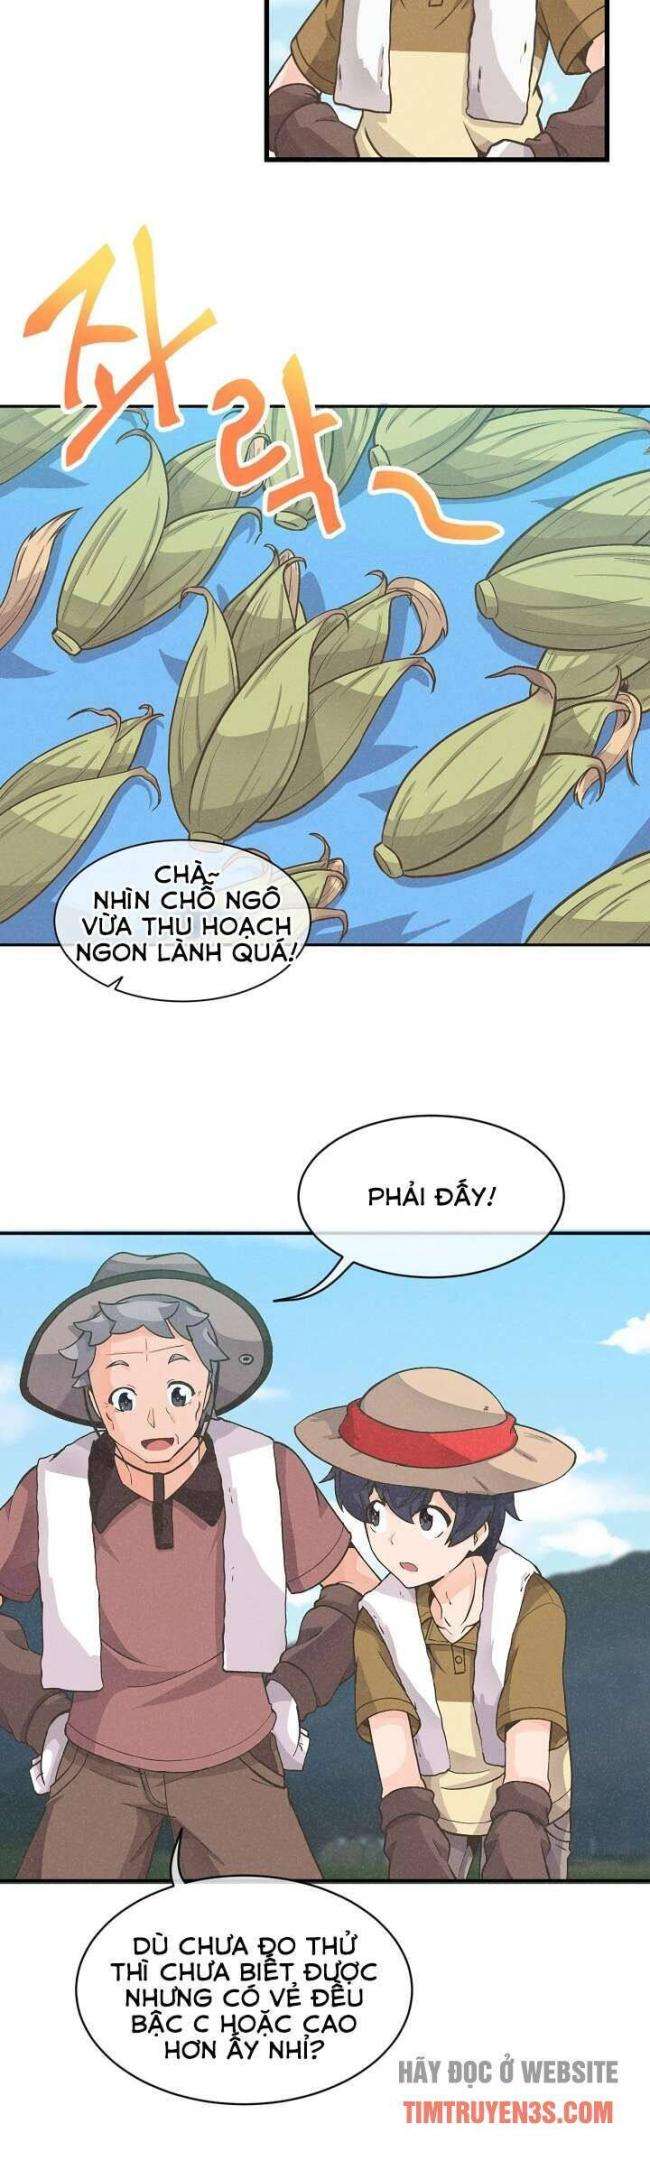 좌락~
CHÀ~
NHÌN CHỖ NGÔ
VỪA THU HOẠCH
NGON LÀNH QUÁ!
PHẢI ĐẤY!
DÙ CHƯA ĐO THỬ
THÌ CHƯA BIẾT ĐƯỢC
NHƯNG CÓ VẺ ĐỀU
BẬC C HOẶC CAO
HƠN ẤY NHỈ?
HÃY ĐỌC Ở WEBSITE
TIMTRUYEN3S.COM